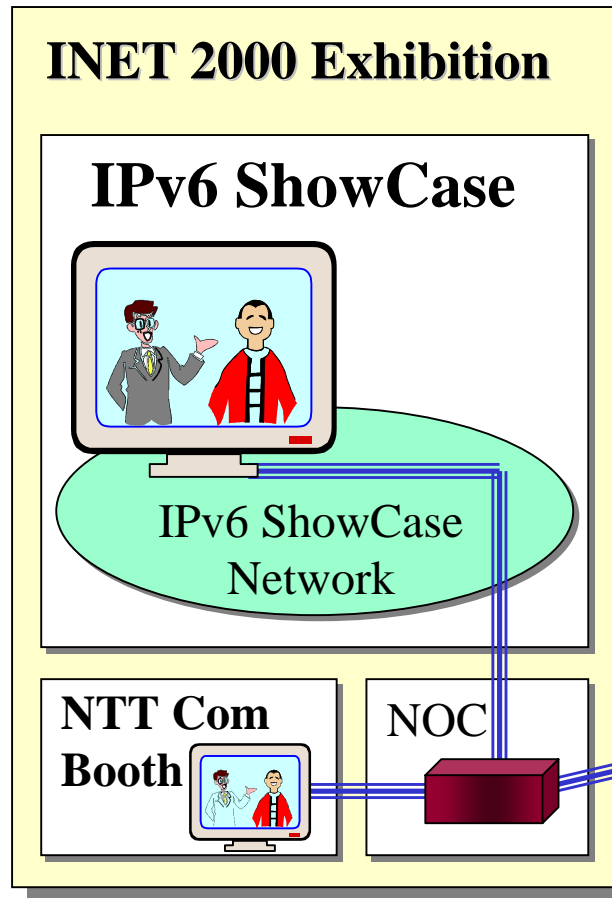 INET 2000 Exhibition
IPv6 ShowCase
IPv6 ShowCase
Network
NTT Com
Booth
NOC